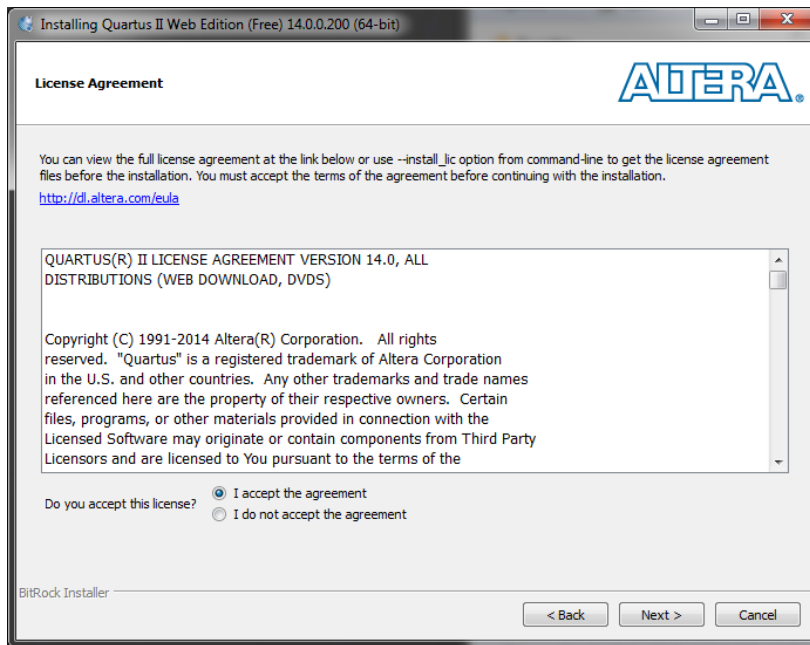 Installing Quartus II Web Edition (Free) 14.0.0.200 (64-bit)
License Agreement
ALTERA®
You can view the full license agreement at the link below or use --install_lic option from command-line to get the license agreement
files before the installation. You must accept the terms of the agreement before continuing with the installation.
http://dl.altera.com/eula
QUARTUS(R) II LICENSE AGREEMENT VERSION 14.0, ALL
DISTRIBUTIONS (WEB DOWNLOAD, DVDS)
Copyright (C) 1991-2014 Altera(R) Corporation.   All rights
reserved.  "Quartus" is a registered trademark of Altera Corporation
in the U.S. and other countries.  Any other trademarks and trade names
referenced here are the property of their respective owners.  Certain
files, programs, or other materials provided in connection with the
Licensed Software may originate or contain components from Third Party
Licensors and are licensed to You pursuant to the terms of the
Do you accept this license?
I accept the agreement
I do not accept the agreement
BitRock Installer
< Back
Next >
Cancel